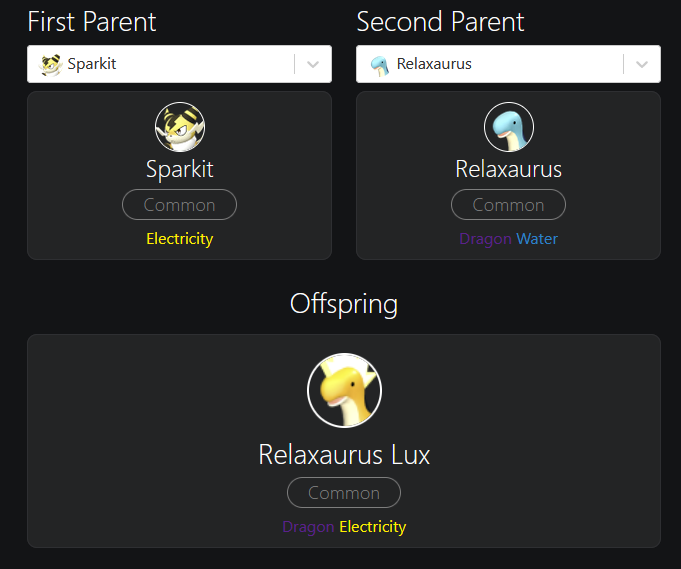 First Parent
Second Parent
Sparkit
Relaxaurus
Sparkit
Relaxaurus
Common
Common
Electricity
Dragon Water
Offspring
Relaxaurus Lux
Common
Dragon Electricity